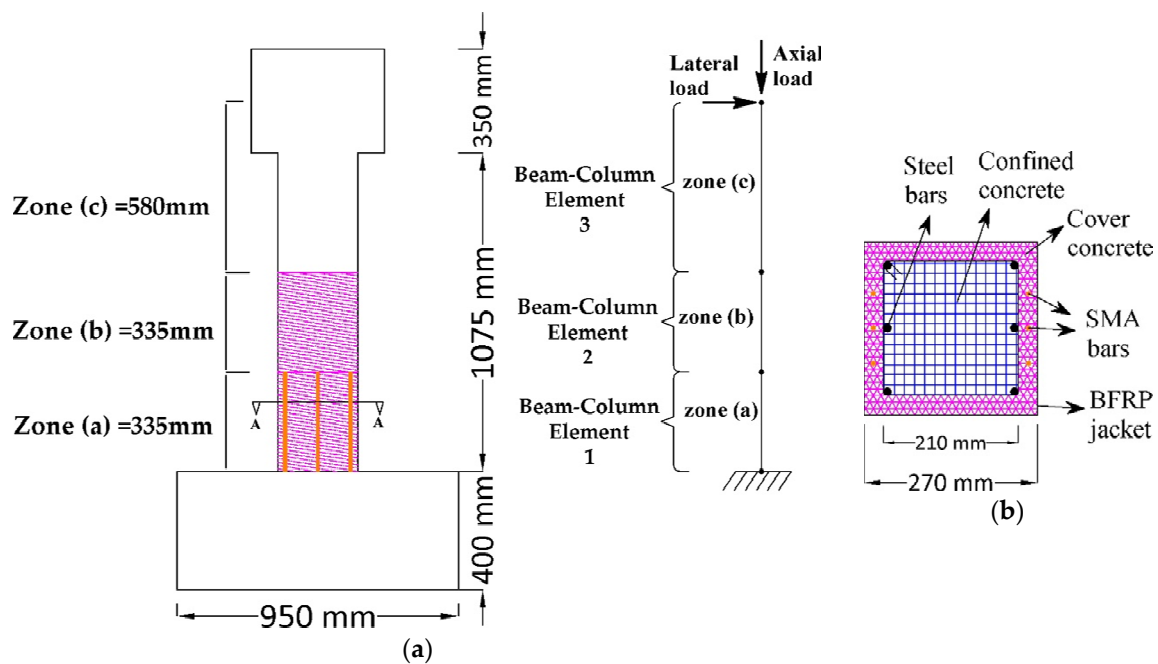 Zone (c) =580mm
Zone (b) =335mm
Zone (a) =335mm
350 mm
1075 mm
400 mm
950 mm
A
A
(a)
Lateral
load
Axial
load
Beam-Column
Element
3
zone (c)
Beam-Column
Element
2
zone (b)
Beam-Column
Element
1
zone (a)
Steel
bars
Confined
concrete
Cover
concrete
SMA
bars
BFRP
jacket
210 mm
270 mm
(b)